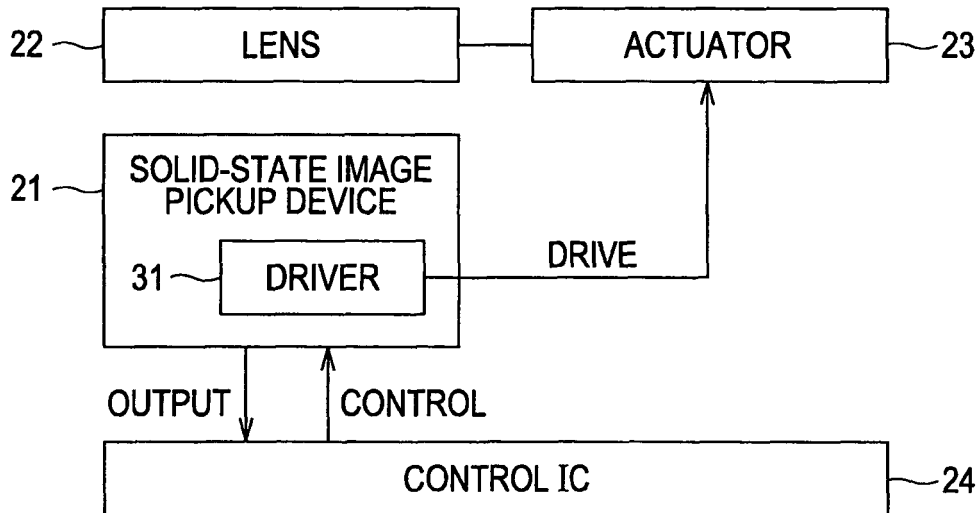 22
LENS
ACTUATOR
23
21
SOLID-STATE IMAGE
PICKUP DEVICE
31
DRIVER
DRIVE
OUTPUT
CONTROL
CONTROL IC
24